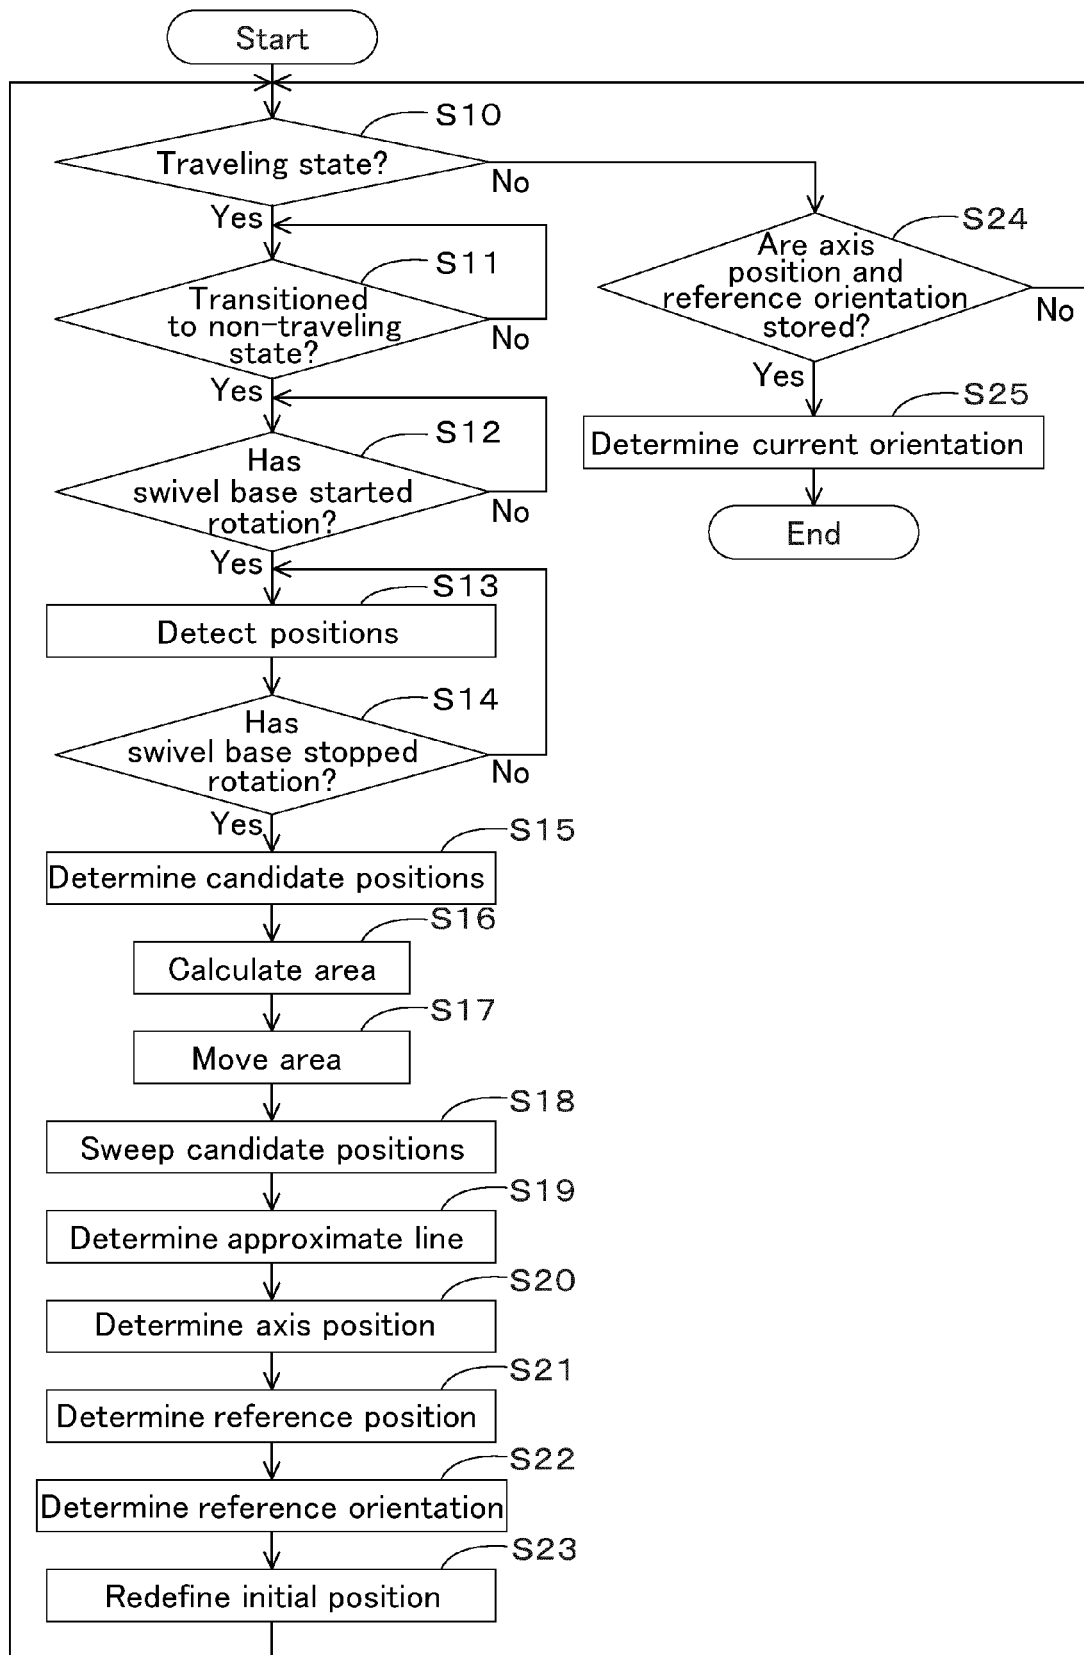 Start
S10
Traveling state?
No
Yes
S11
Transitioned
to non-traveling
state?
No
Yes
S12
Has
swivel base started
rotation?
No
Yes
S13
Detect positions
S14
Has
swivel base stopped
rotation?
No
Yes
S15
Determine candidate positions
S16
Calculate area
S17
Move area
S18
Sweep candidate positions
S19
Determine approximate line
S20
Determine axis position
S21
Determine reference position
S22
Determine reference orientation
S23
Redefine initial position
S24
Are axis
position and
reference orientation
stored?
No
Yes
S25
Determine current orientation
End